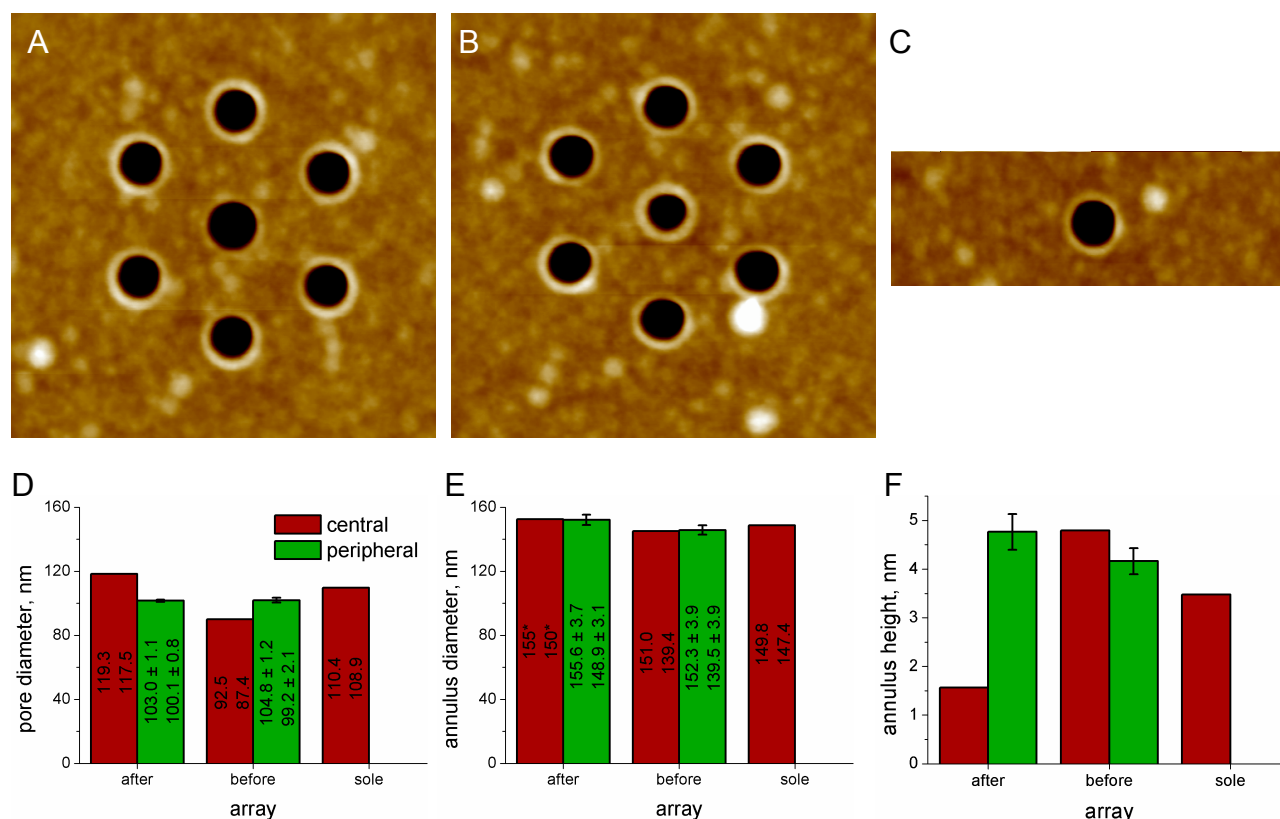 A
B
C
D
160
120
80
40
0
pore diameter, nm
central
peripheral
119.3
117.5
103.0 ± 1.1
100.1 ± 0.8
92.5
87.4
104.8 ± 1.2
99.2 ± 2.1
110.4
108.9
after
before
sole
array
E
160
120
80
40
0
annulus diameter, nm
155*
150*
155.6 ± 3.7
148.9 ± 3.1
151.0
139.4
152.3 ± 3.9
139.5 ± 3.9
149.8
147.4
after
before
sole
array
F
5
4
3
2
1
0
annulus height, nm
after
before
sole
array